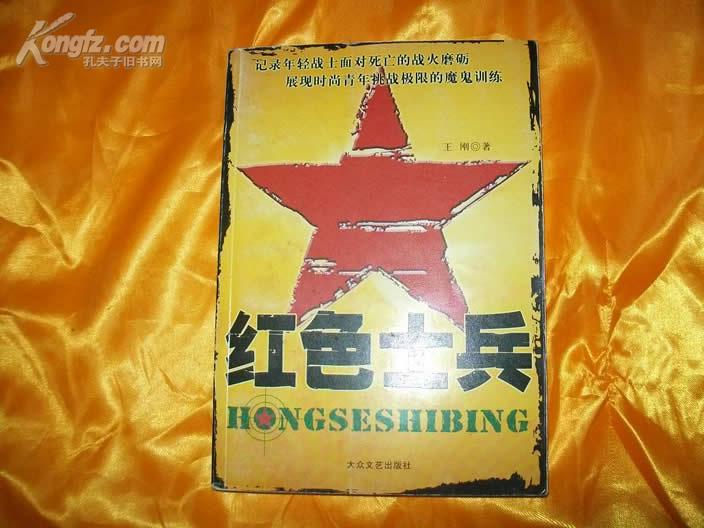 Kongfz.com
孔夫子旧书网
记录年轻战士面对死亡的战火磨砺
展现时尚青年挑战极限的魔鬼训练
王 刚◎著
红色士兵
HONGSESHIBING
大众文艺出版社